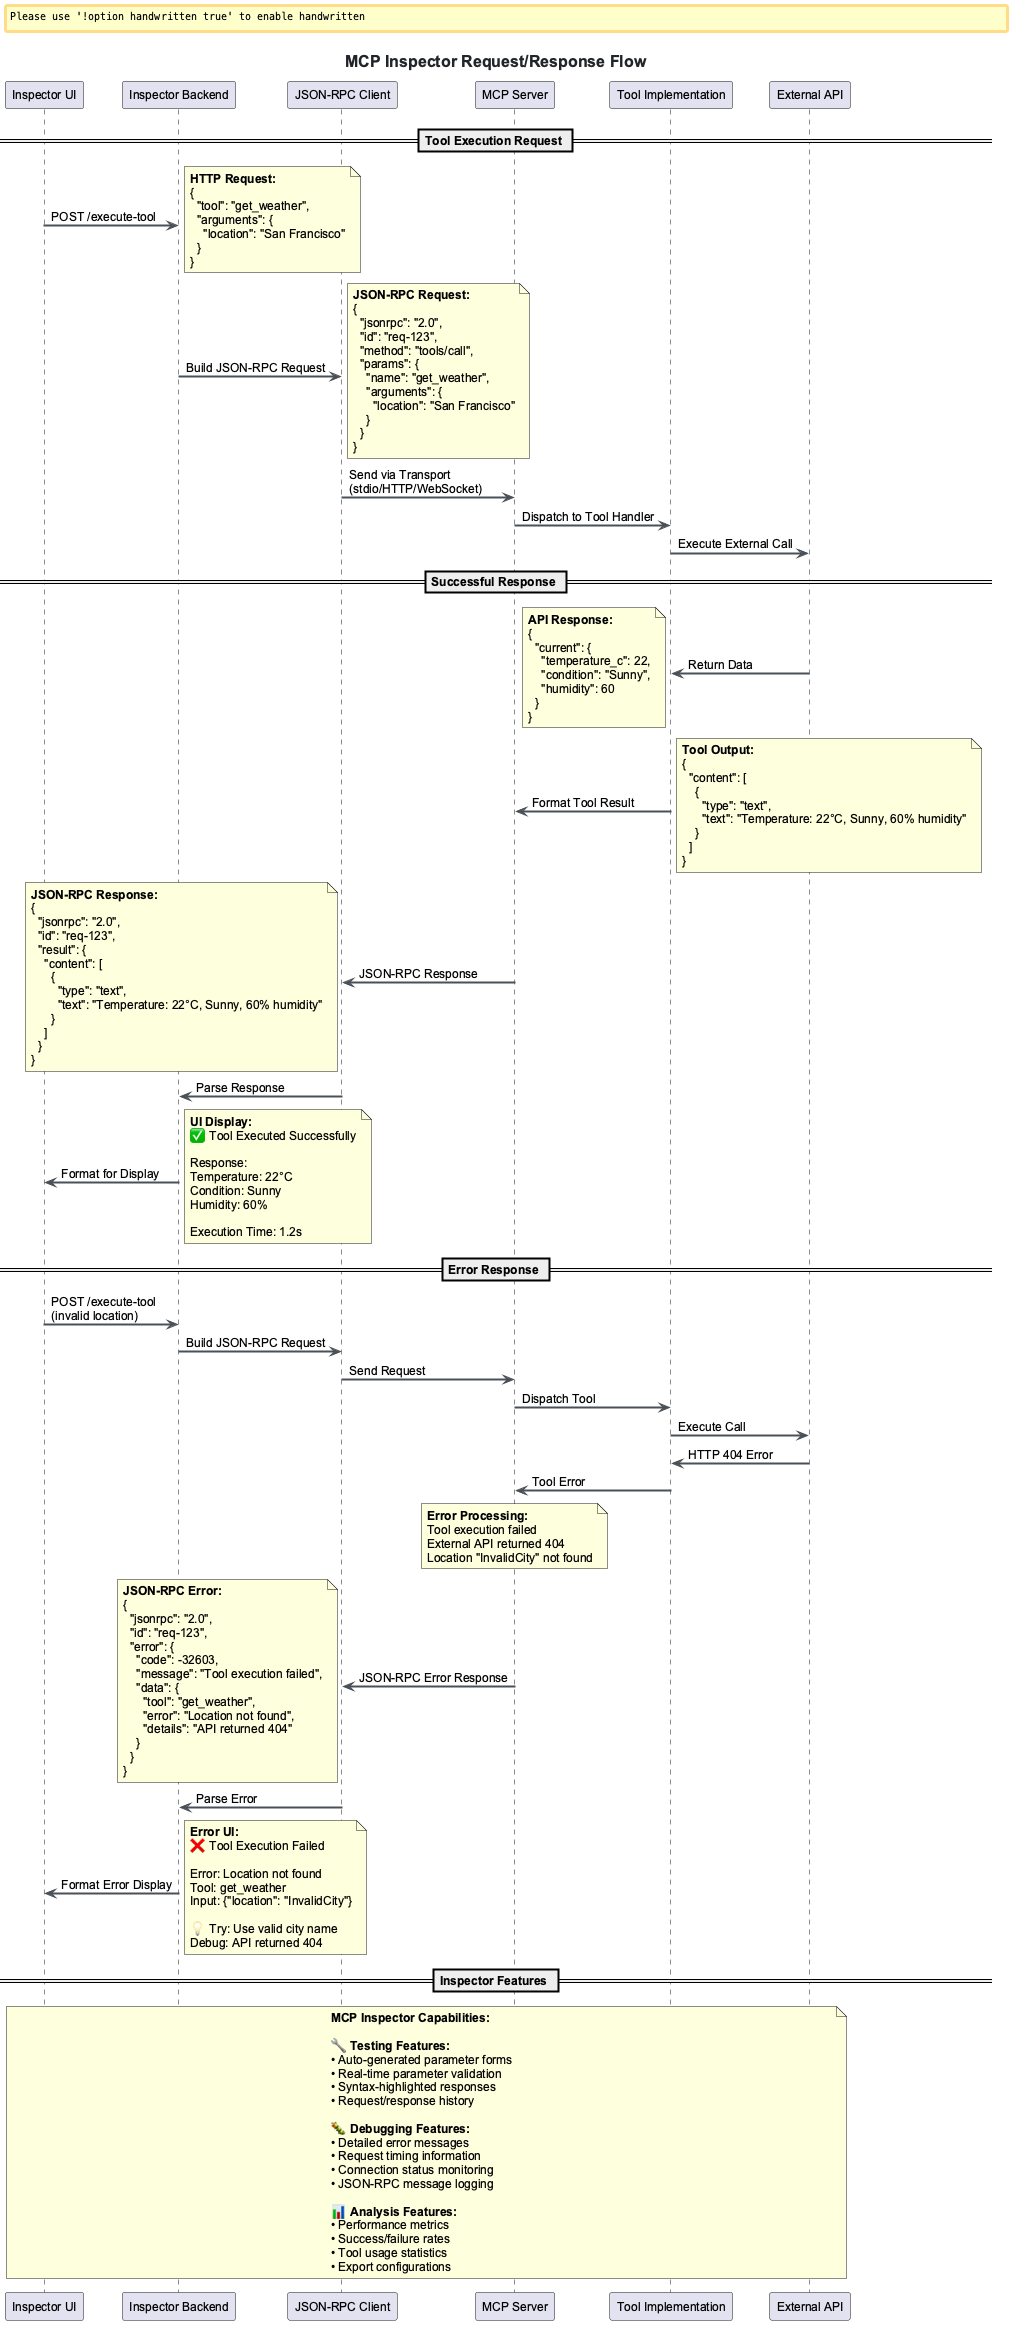 Please use '!option handwritten true' to enable handwritten
MCP Inspector Request/Response Flow
Inspector UI
Inspector Backend
JSON-RPC Client
MCP Server
Tool Implementation
External API
Tool Execution Request
POST /execute-tool
HTTP Request:
{
"tool": "get_weather",
"arguments": {
"location": "San Francisco"
}
}
Build JSON-RPC Request
JSON-RPC Request:
{
"jsonrpc": "2.0",
"id": "req-123",
"method": "tools/call",
"params": {
"name": "get_weather",
"arguments": {
"location": "San Francisco"
}
}
}
Send via Transport
(stdio/HTTP/WebSocket)
Dispatch to Tool Handler
Execute External Call
Successful Response
API Response:
{
"current": {
"temperature_c": 22,
"condition": "Sunny",
"humidity": 60
}
}
Return Data
Format Tool Result
Tool Output:
{
"content": [
{
"type": "text",
"text": "Temperature: 22°C, Sunny, 60% humidity"
}
]
}
JSON-RPC Response:
{
"jsonrpc": "2.0",
"id": "req-123",
"result": {
"content": [
{
"type": "text",
"text": "Temperature: 22°C, Sunny, 60% humidity"
}
]
}
}
JSON-RPC Response
Parse Response
Format for Display
UI Display:
✅ Tool Executed Successfully
Response:
Temperature: 22°C
Condition: Sunny
Humidity: 60%
Execution Time: 1.2s
Error Response
POST /execute-tool
(invalid location)
Build JSON-RPC Request
Send Request
Dispatch Tool
Execute Call
HTTP 404 Error
Tool Error
Error Processing:
Tool execution failed
External API returned 404
Location "InvalidCity" not found
JSON-RPC Error:
{
"jsonrpc": "2.0",
"id": "req-123",
"error": {
"code": -32603,
"message": "Tool execution failed",
"data": {
"tool": "get_weather",
"error": "Location not found",
"details": "API returned 404"
}
}
}
JSON-RPC Error Response
Parse Error
Format Error Display
Error UI:
❌ Tool Execution Failed
Error: Location not found
Tool: get_weather
Input: {"location": "InvalidCity"}
💡 Try: Use valid city name
Debug: API returned 404
Inspector Features
MCP Inspector Capabilities:
🔧 Testing Features:
• Auto-generated parameter forms
• Real-time parameter validation
• Syntax-highlighted responses
• Request/response history
🐛 Debugging Features:
• Detailed error messages
• Request timing information
• Connection status monitoring
• JSON-RPC message logging
📊 Analysis Features:
• Performance metrics
• Success/failure rates
• Tool usage statistics
• Export configurations
Inspector UI
Inspector Backend
JSON-RPC Client
MCP Server
Tool Implementation
External API